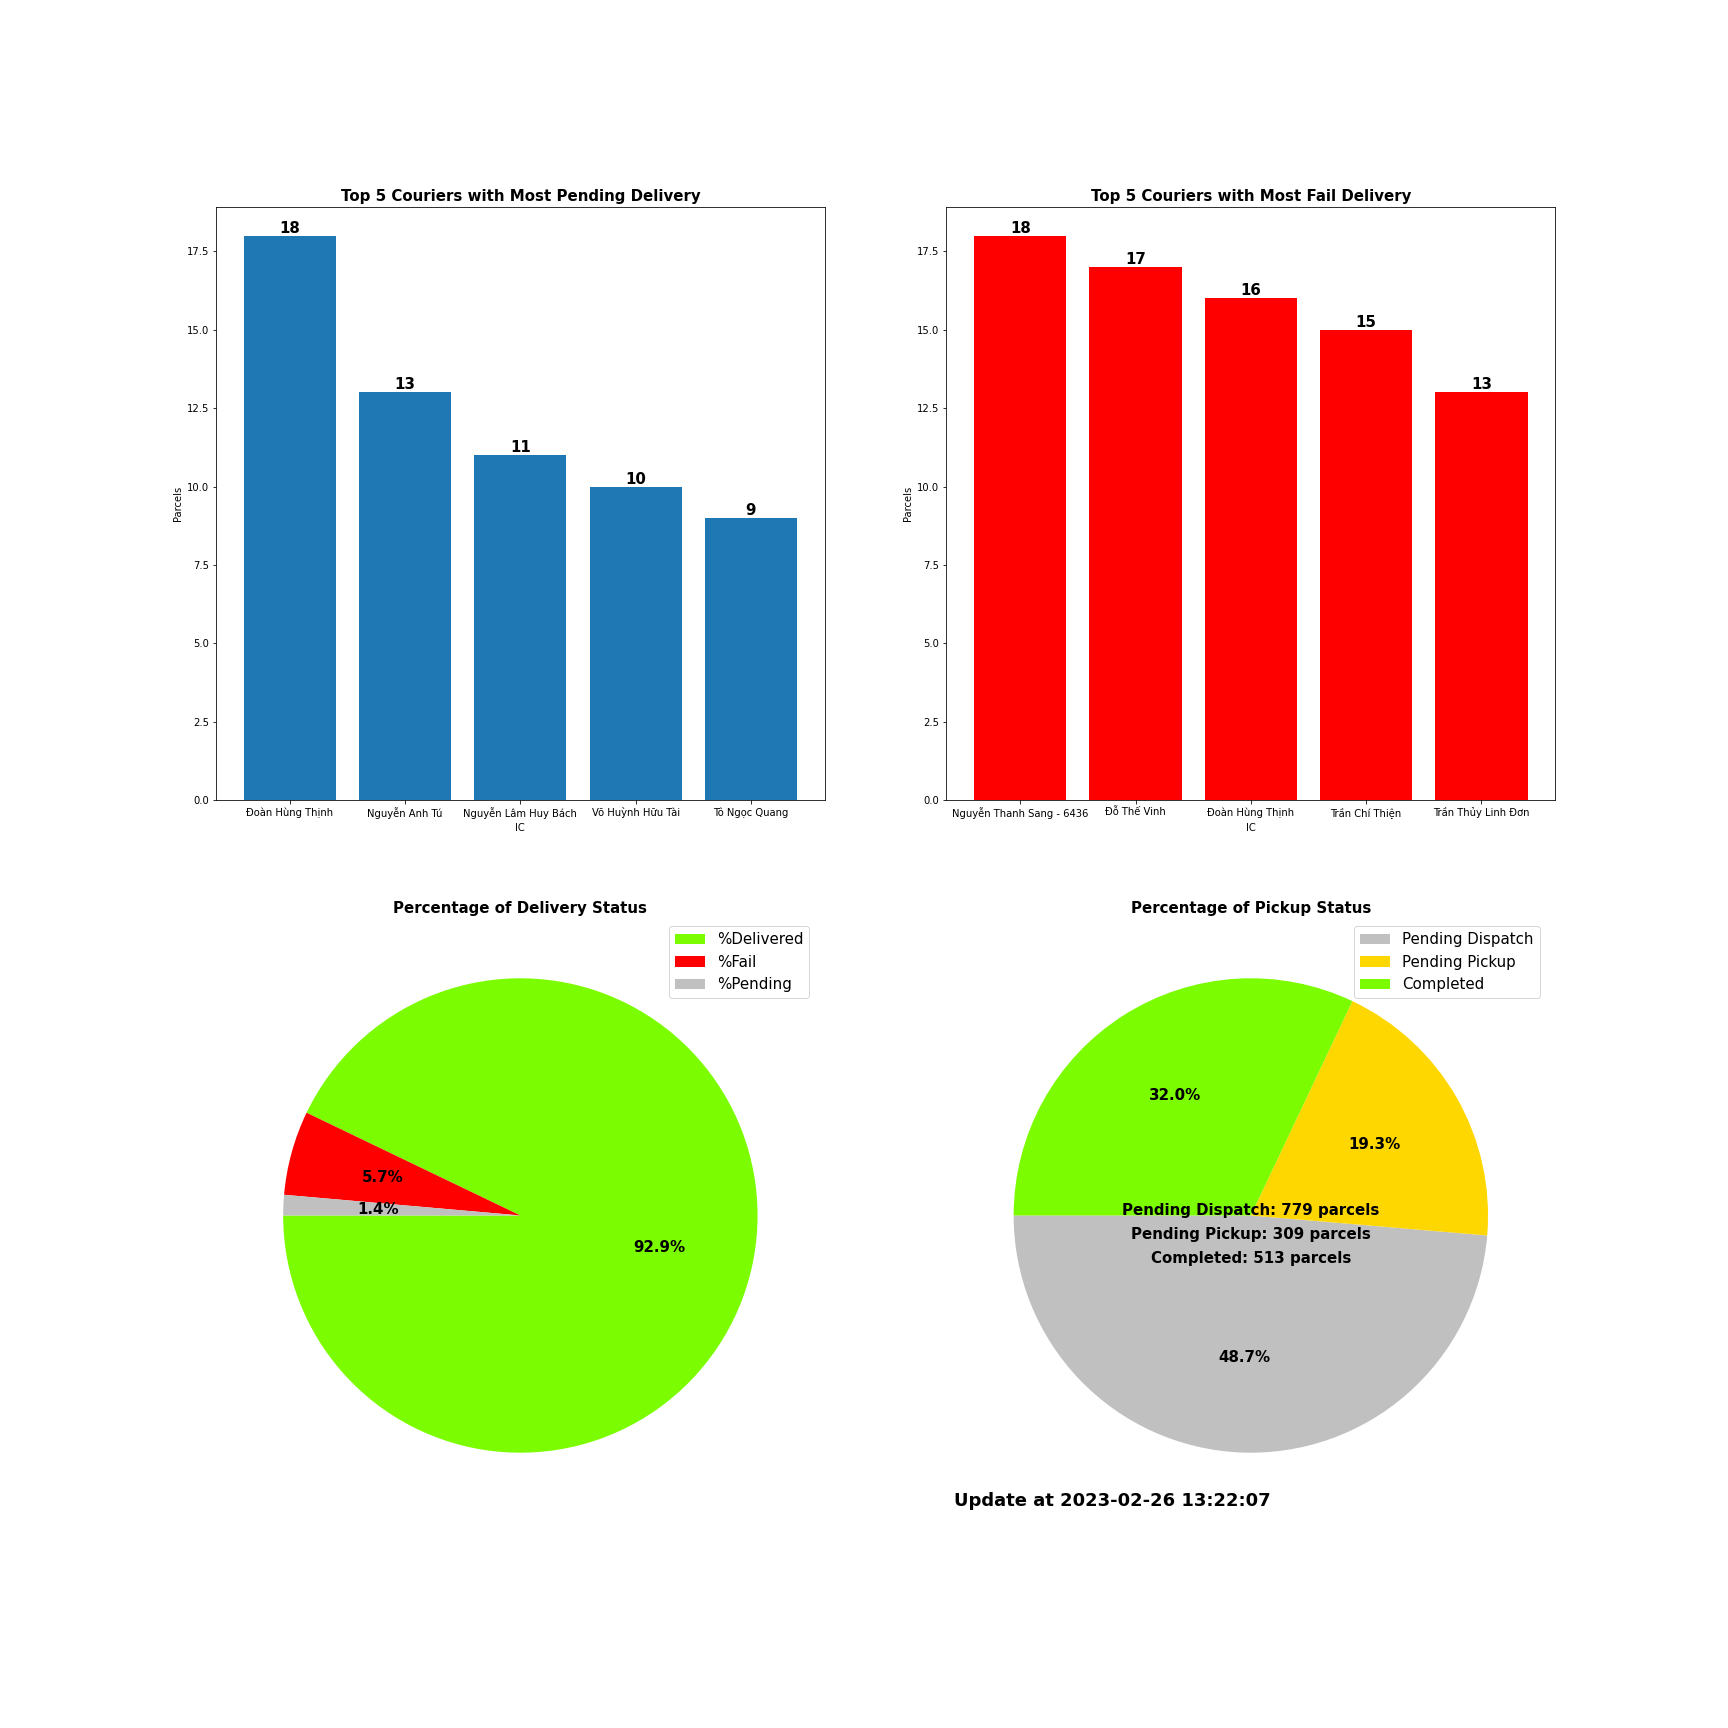 Top 5 Couriers with Most Pending Delivery
18
13
11
10
9
17.5
15.0
12.5
10.0
7.5
5.0
2.5
0.0
Parcels
Đoàn Hùng Thịnh
Nguyễn Anh Tú
Nguyễn Lâm Huy Bách
Võ Huỳnh Hữu Tài
Tô Ngọc Quang
IC
Top 5 Couriers with Most Fail Delivery
18
17
16
15
13
17.5
15.0
12.5
10.0
7.5
5.0
2.5
0.0
Parcels
Nguyễn Thanh Sang - 6436
Đỗ Thế Vinh
Đoàn Hùng Thịnh
Trần Chí Thiện
Trần Thủy Linh Đơn
IC
Percentage of Delivery Status
%Delivered
%Fail
%Pending
5.7%
1.4%
92.9%
Percentage of Pickup Status
Pending Dispatch
Pending Pickup
Completed
32.0%
19.3%
Pending Dispatch: 779 parcels
Pending Pickup: 309 parcels
Completed: 513 parcels
48.7%
Update at 2023-02-26 13:22:07